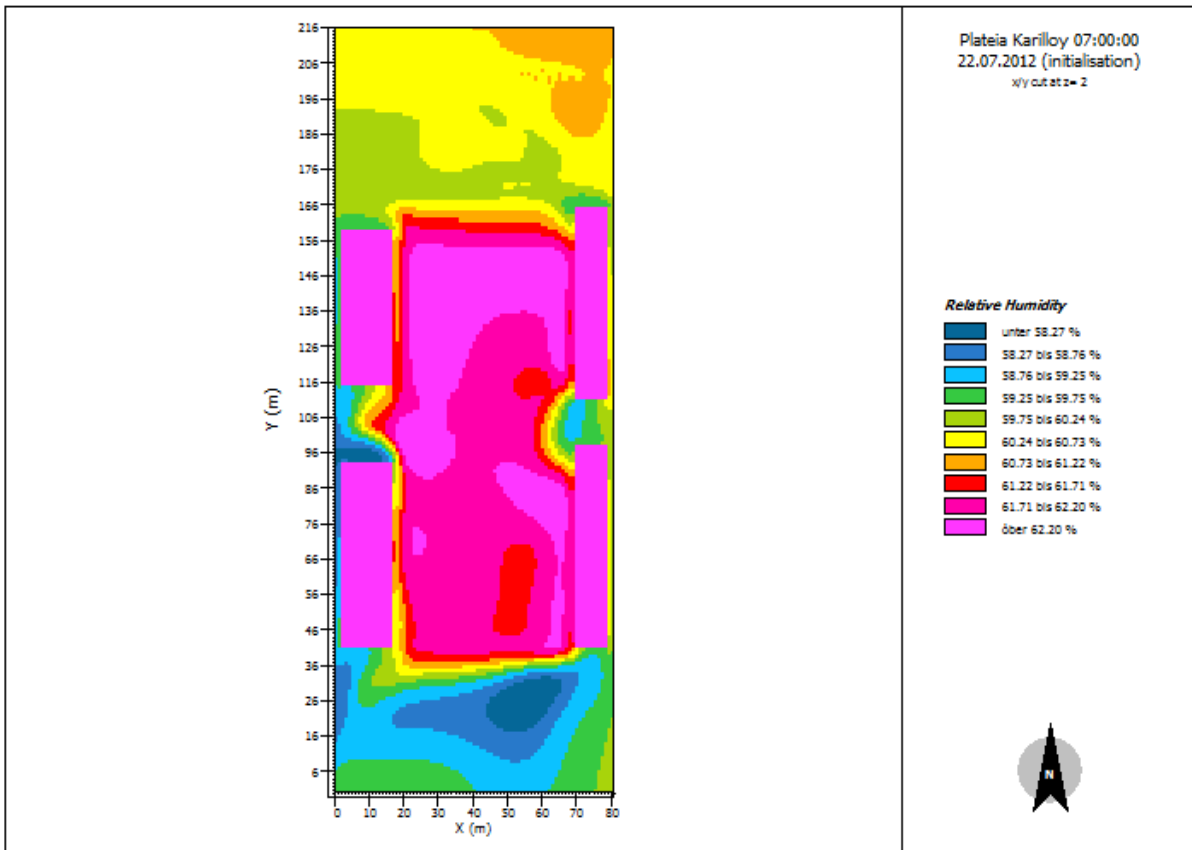 Plateia Karilloy 07:00:00
22.07.2012 (initialisation)
x/y cut at z= 2
216
206
196
186
176
166
156
146
136
126
116
106
96
86
76
66
56
46
36
26
16
6
Y (m)
0 10 20 30 40 50 60 70 80
X (m)
Relative Humidity
unter 58.27 %
58.27 bis 58.76 %
58.76 bis 59.25 %
59.25 bis 59.75 %
59.75 bis 60.24 %
60.24 bis 60.73 %
60.73 bis 61.22 %
61.22 bis 61.71 %
61.71 bis 62.20 %
öber 62.20 %
N